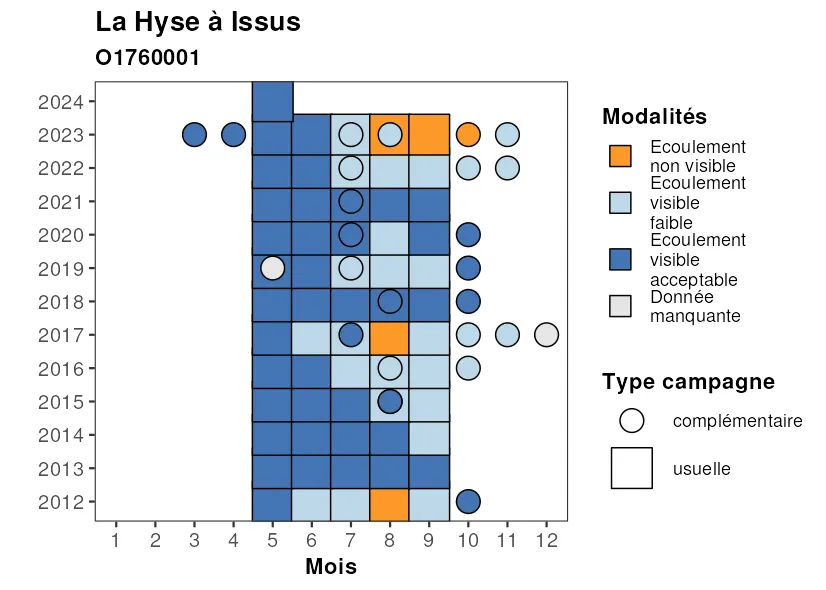 La Hyse à Issus
O1760001
2024
2023
2022
2021
2020
2019
2018
2017
2016
2015
2014
2013
2012
1 2 3 4 5 6 7 8 9 10 11 12
Mois
Modalités
Ecoulement
non visible
Ecoulement
visible
faible
Ecoulement
visible
acceptable
Donnée
manquante
Type campagne
complémentaire
usuelle